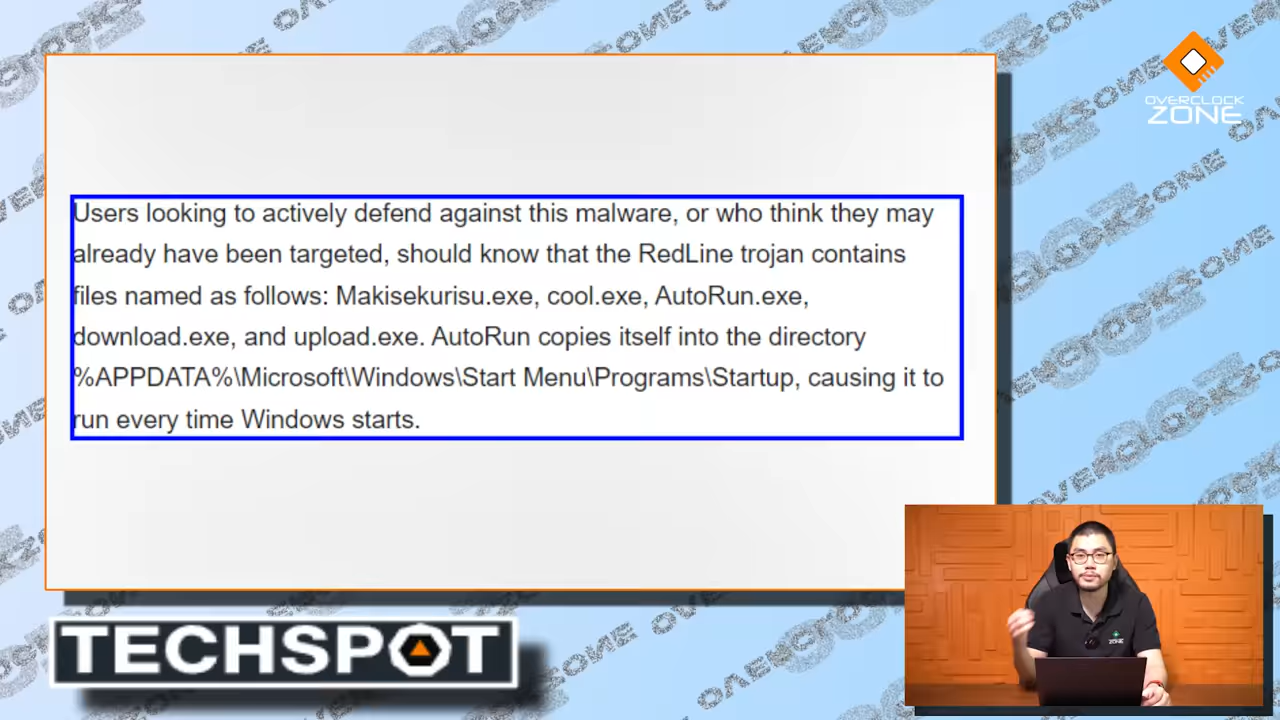 OVERCLOCK
ZONE
Users looking to actively defend against this malware, or who think they may
already have been targeted, should know that the RedLine trojan contains
files named as follows: Makisekurisu.exe, cool.exe, AutoRun.exe,
download.exe, and upload.exe. AutoRun copies itself into the directory
%APPDATA%\Microsoft\Windows\Start Menu\Programs\Startup, causing it to
run every time Windows starts.
TECHSPOT
ZONE